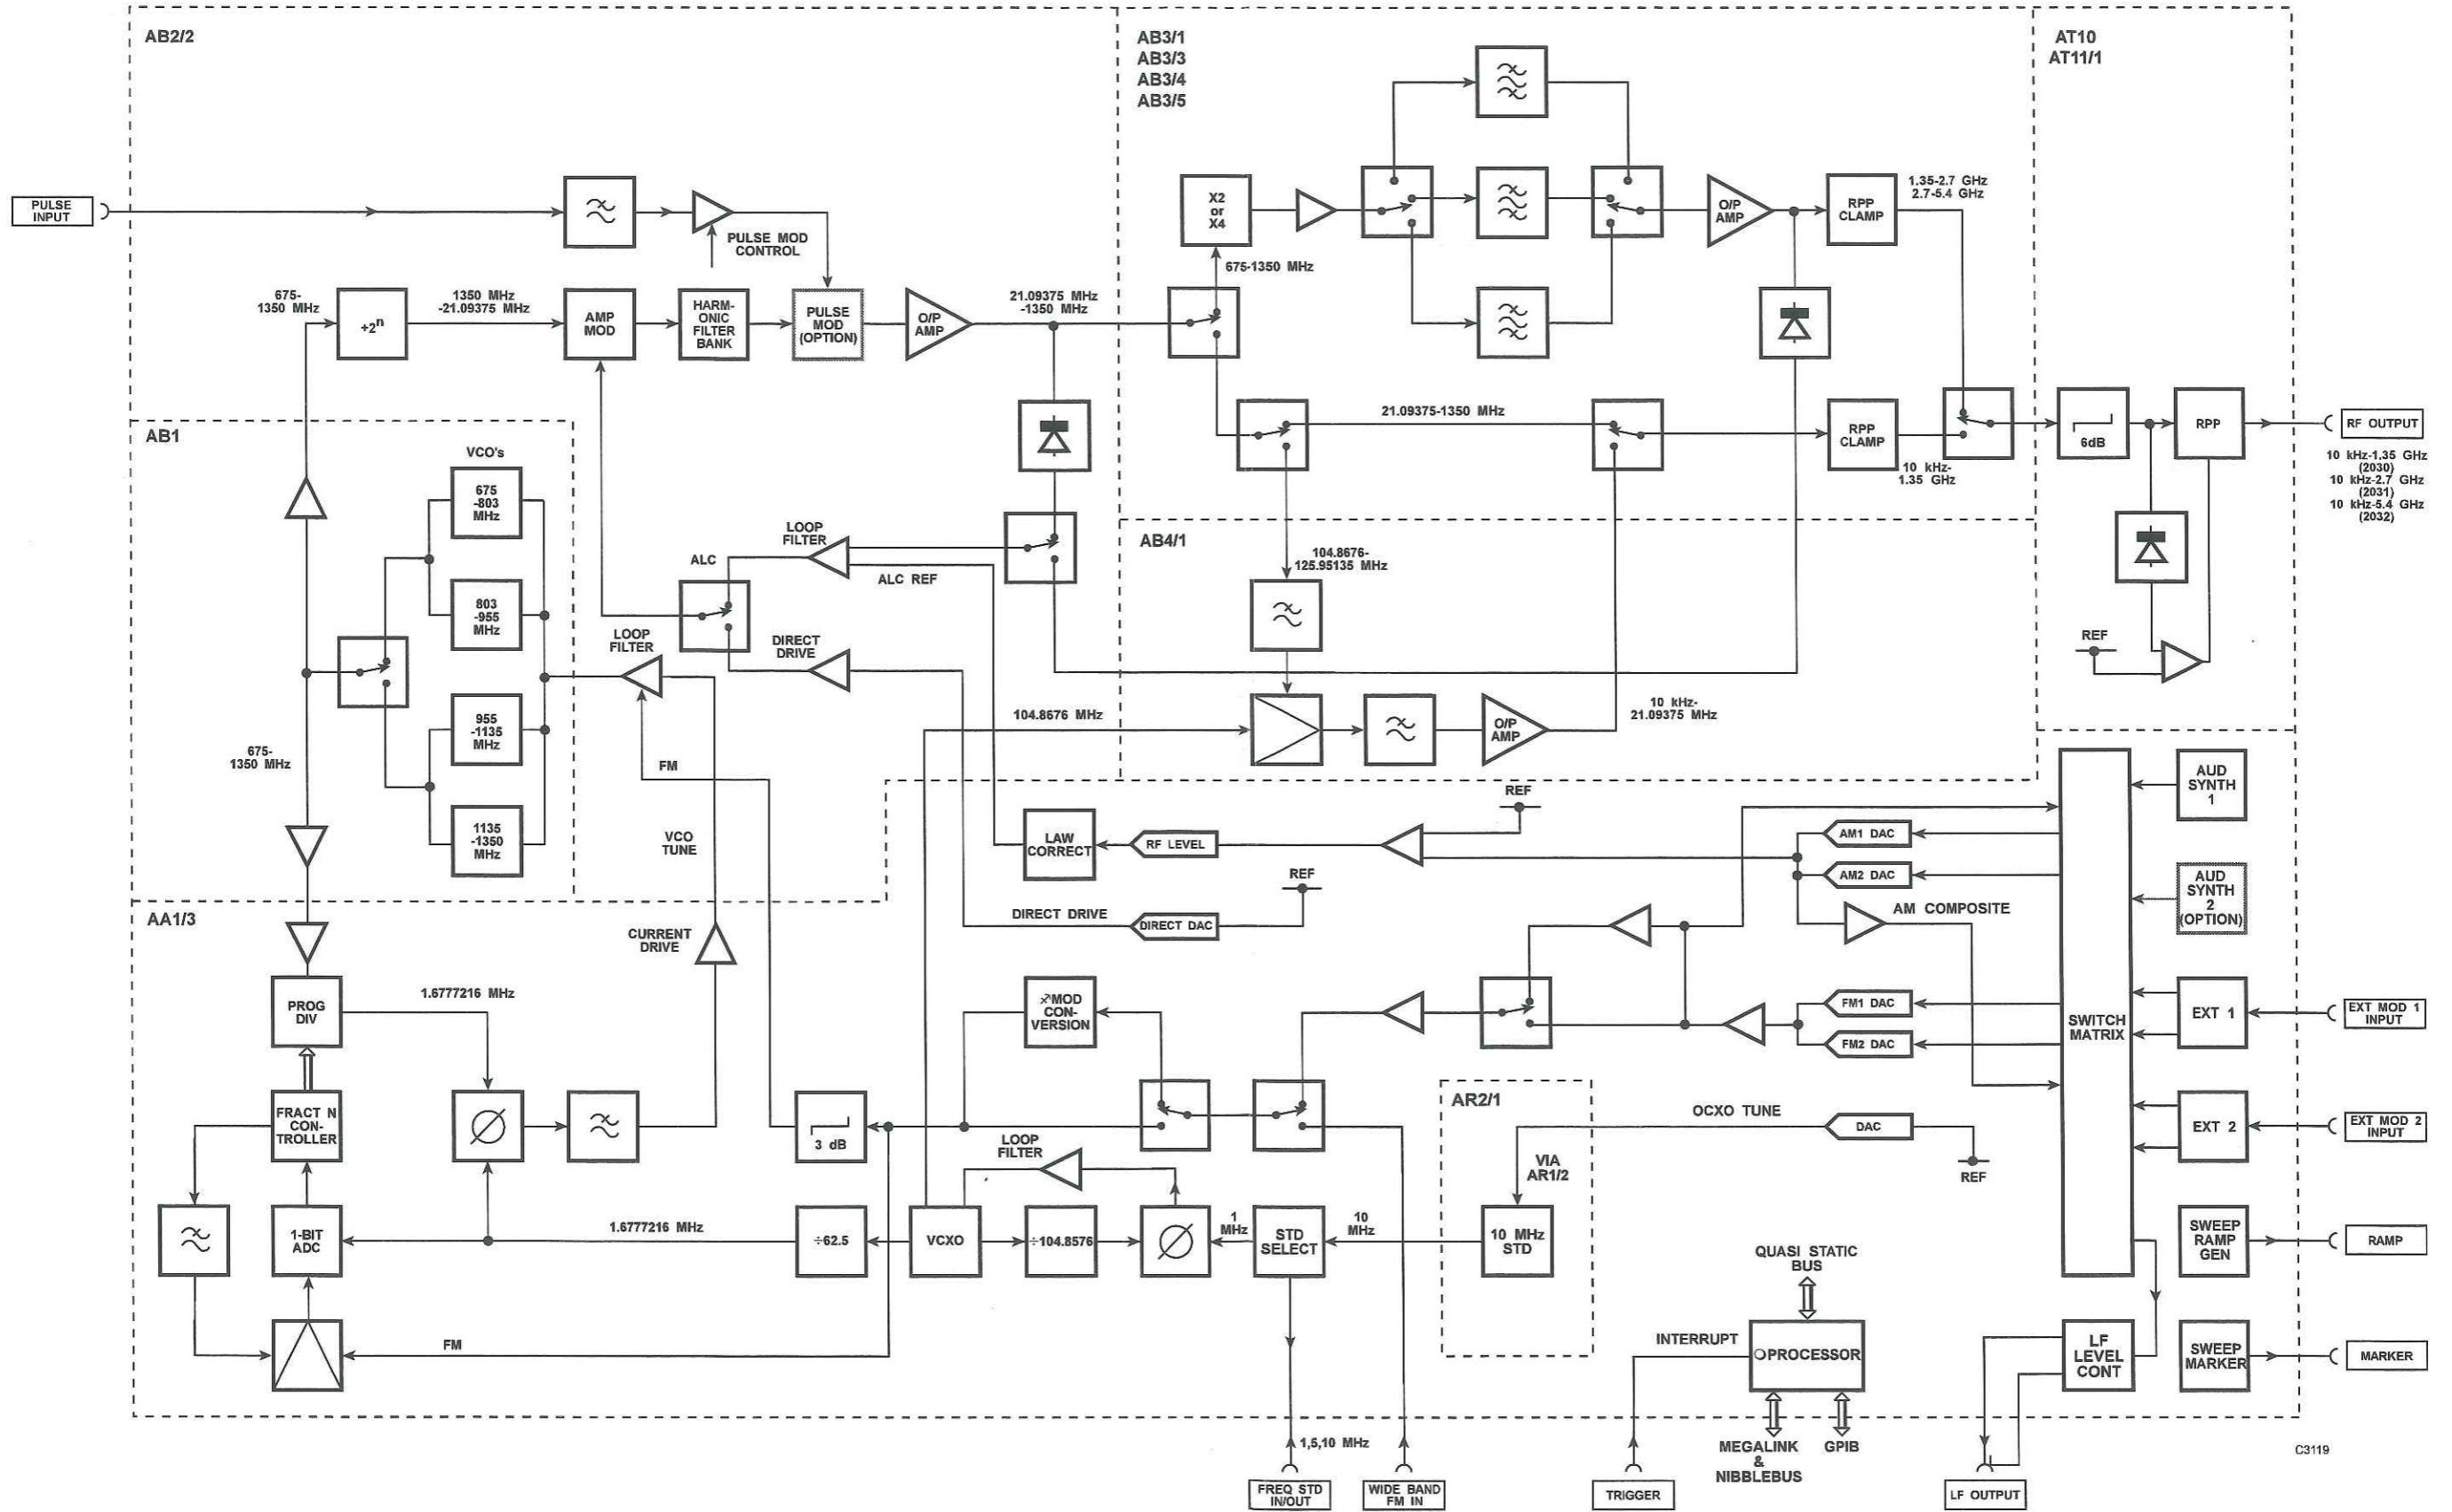 AB2/2
AB3/1
AB3/3
AB3/4
AB3/5
AT10
AT11/1
PULSE
INPUT
PULSE MOD
CONTROL
675-
1350 MHz
÷2n
1350 MHz
-21.09375 MHz
AMP
MOD
HARM-
ONIC
FILTER
BANK
PULSE
MOD
(OPTION)
O/P
AMP
21.09375 MHz
-1350 MHz
X2
or
X4
675-1350 MHz
O/P
AMP
RPP
CLAMP
1.35-2.7 GHz
2.7-5.4 GHz
21.09375-1350 MHz
RPP
CLAMP
10 kHz-
1.35 GHz
6dB
RPP
RF OUTPUT
10 kHz-1.35 GHz
(2030)
10 kHz-2.7 GHz
(2031)
10 kHz-5.4 GHz
(2032)
REF
AB1
VCO's
675
-803
MHz
803
-955
MHz
955
-1135
MHz
1135
-1350
MHz
675-
1350 MHz
LOOP
FILTER
ALC
ALC REF
LOOP
FILTER
DIRECT
DRIVE
FM
VCO
TUNE
AB4/1
104.8676-
125.95135 MHz
104.8676 MHz
O/P
AMP
10 kHz-
21.09375 MHz
LAW
CORRECT
RF LEVEL
REF
AM1 DAC
AM2 DAC
DIRECT DRIVE
DIRECT DAC
REF
AM COMPOSITE
SWITCH
MATRIX
AUD
SYNTH
1
AUD
SYNTH
2
(OPTION)
AA1/3
CURRENT
DRIVE
PROG
DIV
1.6777216 MHz
MOD
CON-
VERSION
FM1 DAC
FM2 DAC
EXT 1
EXT MOD 1
INPUT
FRACT N
CON-
TROLLER
3 dB
LOOP
FILTER
AR2/1
OCXO TUNE
DAC
REF
VIA
AR1/2
EXT 2
EXT MOD 2
INPUT
1-BIT
ADC
1.6777216 MHz
÷62.5
VCXO
÷104.8576
1
MHz
STD
SELECT
10
MHz
10 MHz
STD
SWEEP
RAMP
GEN
RAMP
QUASI STATIC
BUS
FM
INTERRUPT
PROCESSOR
LF
LEVEL
CONT
SWEEP
MARKER
MARKER
1,5,10 MHz
MEGALINK
&
NIBBLEBUS
GPIB
C3119
FREQ STD
IN/OUT
WIDE BAND
FM IN
TRIGGER
LF OUTPUT